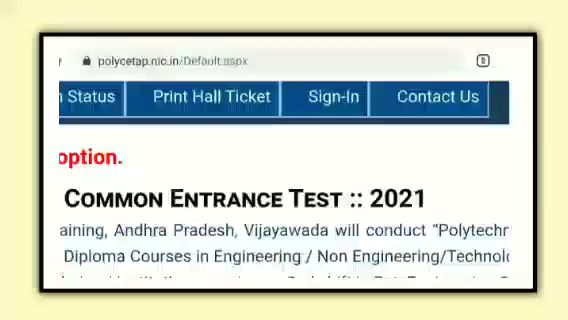 polycetap.nic.in/Default.aspx
n Status Print Hall Ticket Sign-In Contact Us
option.
COMMON ENTRANCE TEST :: 2021
aining, Andhra Pradesh, Vijayawada will conduct "Polytechr
Diploma Courses in Engineering / Non Engineering/Technolo